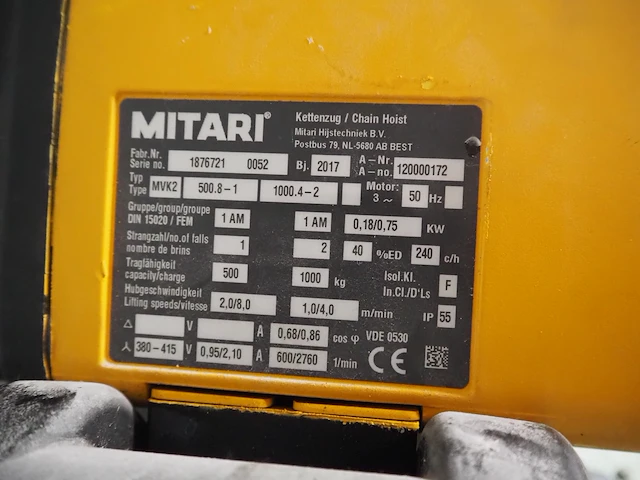 MITARI® Kettenzug / Chain Hoist
Mitari Hijstechniek B.V.
Postbus 79, NL-5680 AB BEST
Fabr.Nr.
Serie no. 1876721 0052 Bj. 2017 A-Nr.
A-no. 120000172
Typ
Type MVK2 500.8-1 1000.4-2 Motor:
3 ~ 50 Hz
Gruppe/group/groupe
DIN 15020 / FEM 1 AM 1 AM 0,18/0,75 KW
Strangzahl/no.of falls
nombre de brins 1 2 40 %ED 240 c/h
Tragfähigkeit
capacity/charge 500 1000 kg Isol.Kl.
In.Cl./D'Ls F
Hubgeschwindigkeit
Lifting speeds/vitesse 2,0/8,0 1,0/4,0 m/min IP 55
△ V A 0,68/0,86 cos φ VDE 0530
⅄ 380-415 V 0,95/2,10 A 600/2760 1/min CE